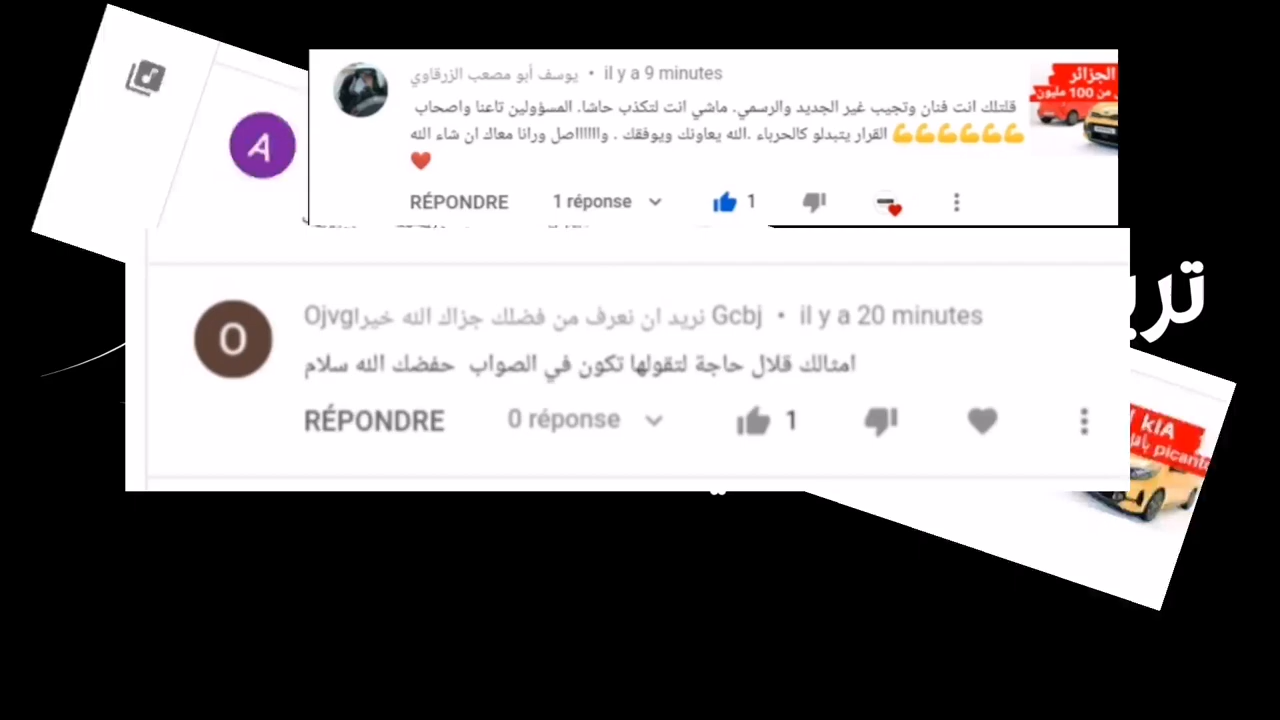 A
يوسف أبو مصعب الزرقاوي • il y a 9 minutes
قلتلك انت فنان وتجيب غير الجديد والرسمي. ماشي انت لتكذب حاشا. المسؤولين تاعنا واصحاب
القرار يتبدلو كالحرباء .الله يعاونك ويوفقك . وااااااصل ورانا معاك ان شاء الله 💪💪💪💪💪💪
❤️
RÉPONDRE 1 réponse 1
الجزائر
من 100 مليون
O
Ojvgنريد ان نعرف من فضلك جزاك الله خيرا Gcbj • il y a 20 minutes
امثالك قلال حاجة لتقولها تكون في الصواب حفضك الله سلام
RÉPONDRE 0 réponse 1
kIA
picanto